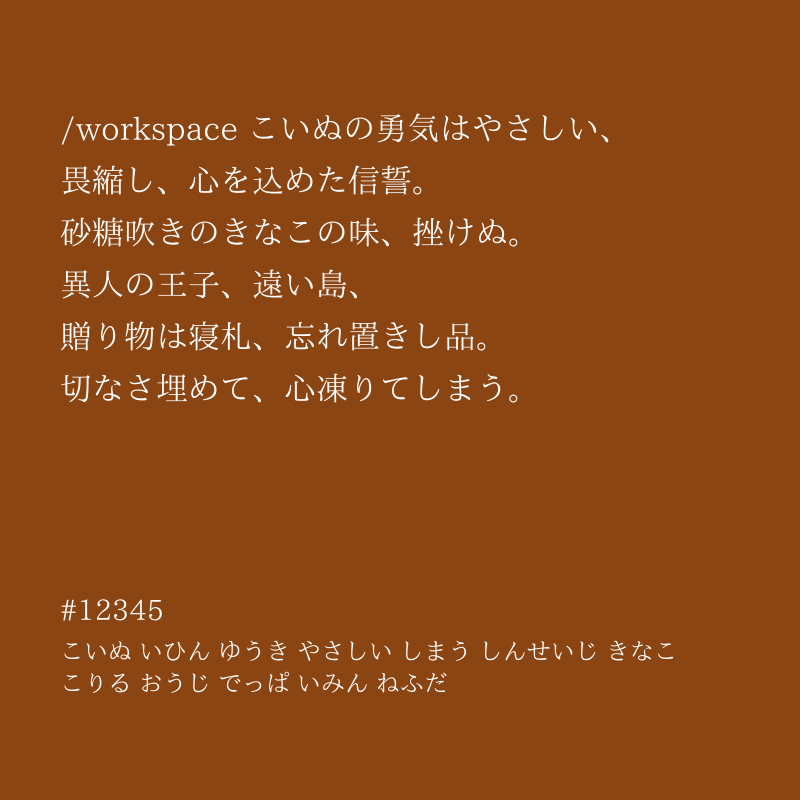 /workspace こいぬの勇気はやさしい、
畏縮し、心を込めた信誓。
砂糖吹きのきなこの味、挫けぬ。
異人の王子、遠い島、
贈り物は寝札、忘れ置きし品。
切なさ埋めて、心凍りてしまう。
#12345
こいぬ いひん ゆうき やさしい しまう しんせいじ きなこ
こりる おうじ でっぱ いみん ねふだ